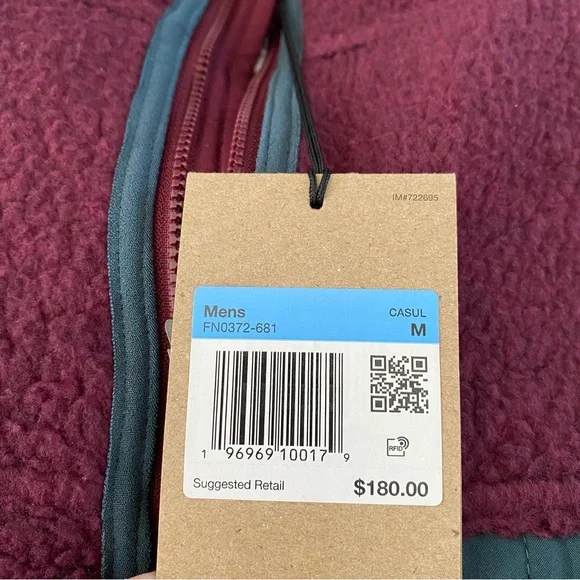 IM#722695
Mens CASUL
FN0372-681 M
1 96969 10017 9
RFID
Suggested Retail $180.00